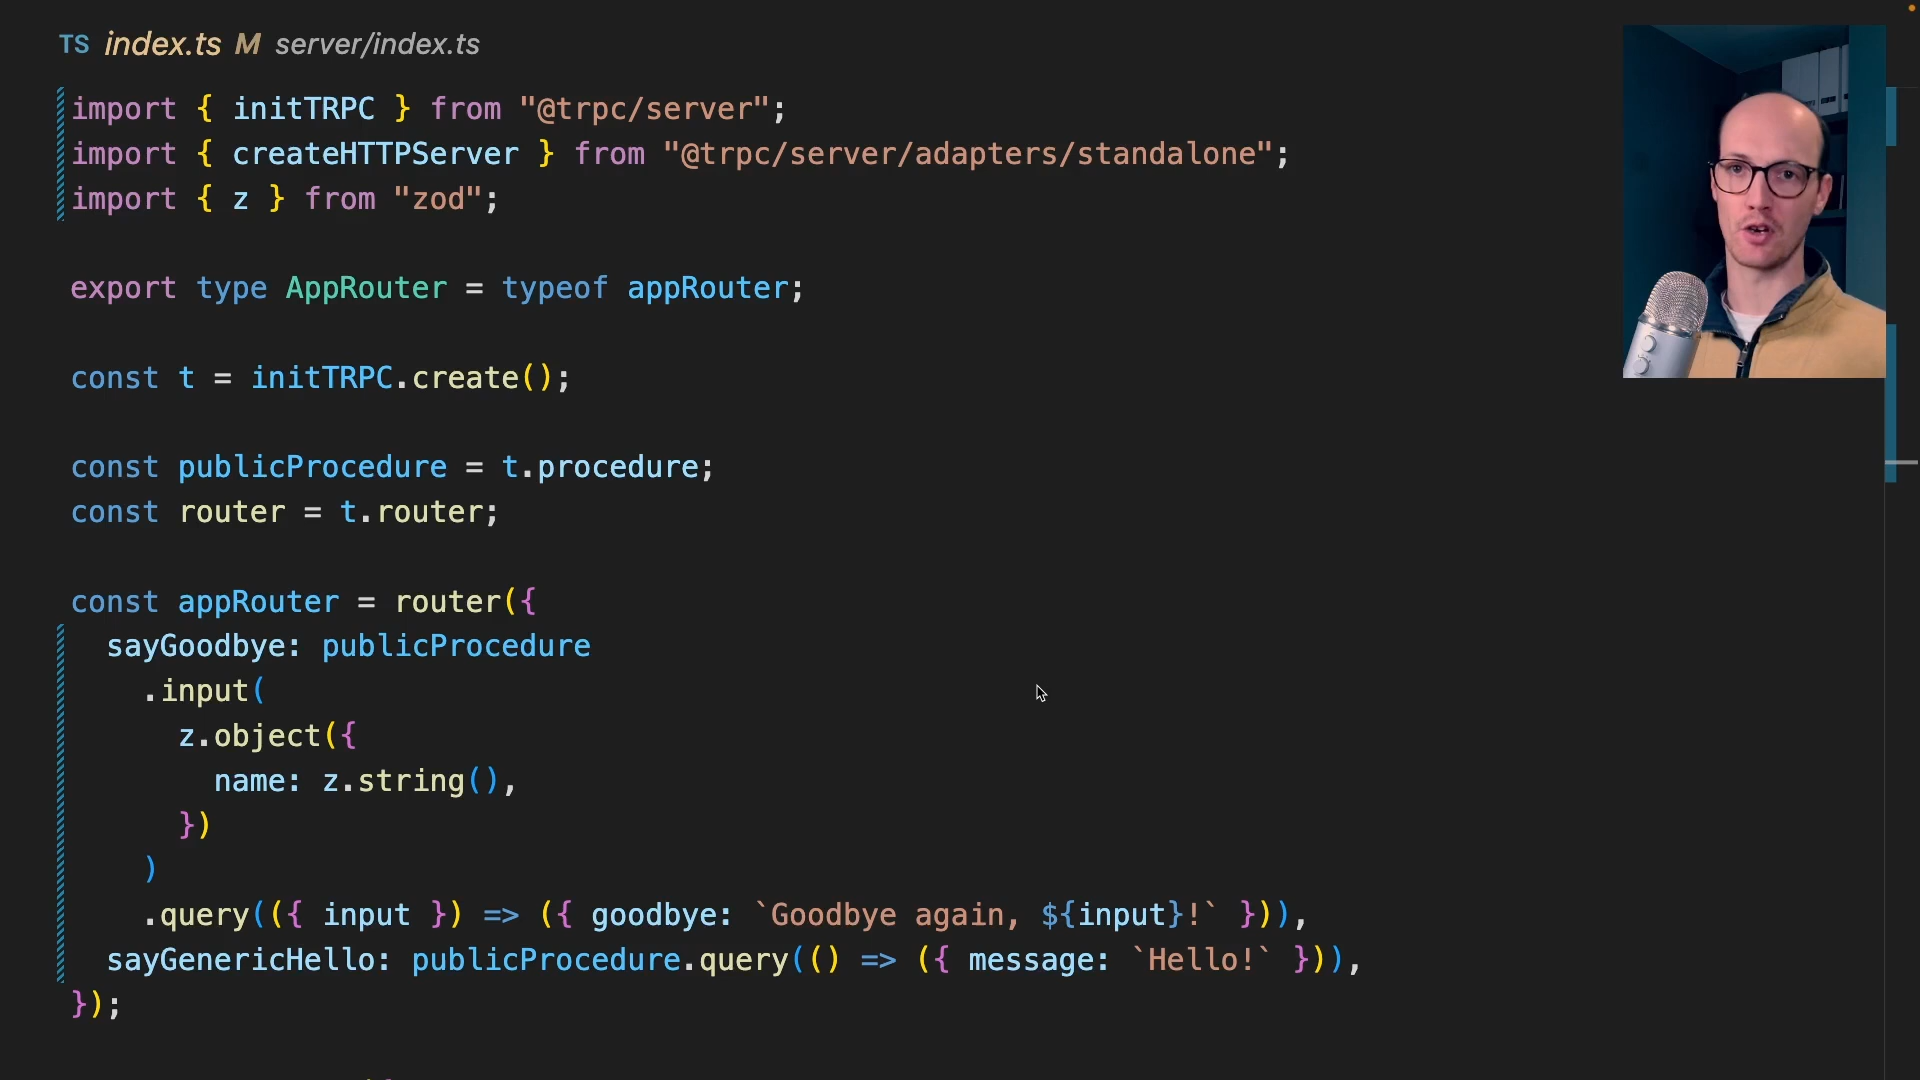 TS index.ts M server/index.ts
import { initTRPC } from "@trpc/server";
import { createHTTPServer } from "@trpc/server/adapters/standalone";
import { z } from "zod";
export type AppRouter = typeof appRouter;
const t = initTRPC.create();
const publicProcedure = t.procedure;
const router = t.router;
const appRouter = router({
  sayGoodbye: publicProcedure
    .input(
      z.object({
        name: z.string(),
      })
    )
    .query(({ input }) => ({ goodbye: `Goodbye again, ${input}!` })),
  sayGenericHello: publicProcedure.query(() => ({ message: `Hello!` })),
});